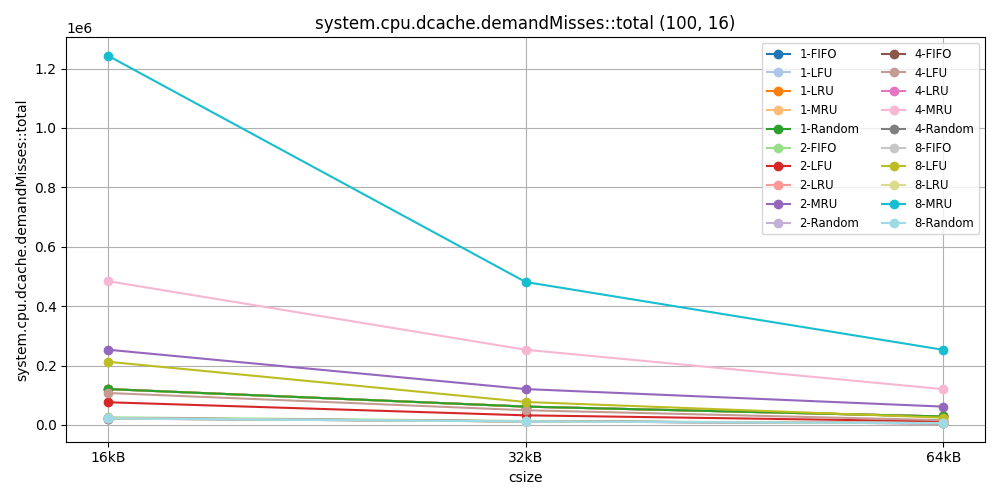 system.cpu.dcache.demandMisses::total (100, 16)
1e6
1.2
1.0
0.8
0.6
0.4
0.2
0.0
system.cpu.dcache.demandMisses::total
1-FIFO
1-LFU
1-LRU
1-MRU
1-Random
2-FIFO
2-LFU
2-LRU
2-MRU
2-Random
4-FIFO
4-LFU
4-LRU
4-MRU
4-Random
8-FIFO
8-LFU
8-LRU
8-MRU
8-Random
16kB
32kB
64kB
csize